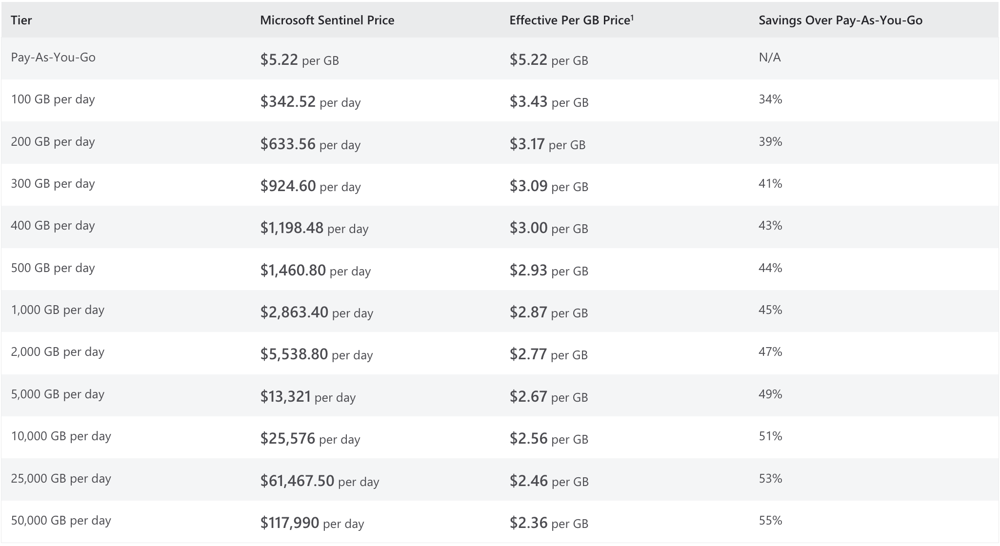 Tier Microsoft Sentinel Price Effective Per GB Price¹ Savings Over Pay-As-You-Go
Pay-As-You-Go $5.22 per GB $5.22 per GB N/A
100 GB per day $342.52 per day $3.43 per GB 34%
200 GB per day $633.56 per day $3.17 per GB 39%
300 GB per day $924.60 per day $3.09 per GB 41%
400 GB per day $1,198.48 per day $3.00 per GB 43%
500 GB per day $1,460.80 per day $2.93 per GB 44%
1,000 GB per day $2,863.40 per day $2.87 per GB 45%
2,000 GB per day $5,538.80 per day $2.77 per GB 47%
5,000 GB per day $13,321 per day $2.67 per GB 49%
10,000 GB per day $25,576 per day $2.56 per GB 51%
25,000 GB per day $61,467.50 per day $2.46 per GB 53%
50,000 GB per day $117,990 per day $2.36 per GB 55%